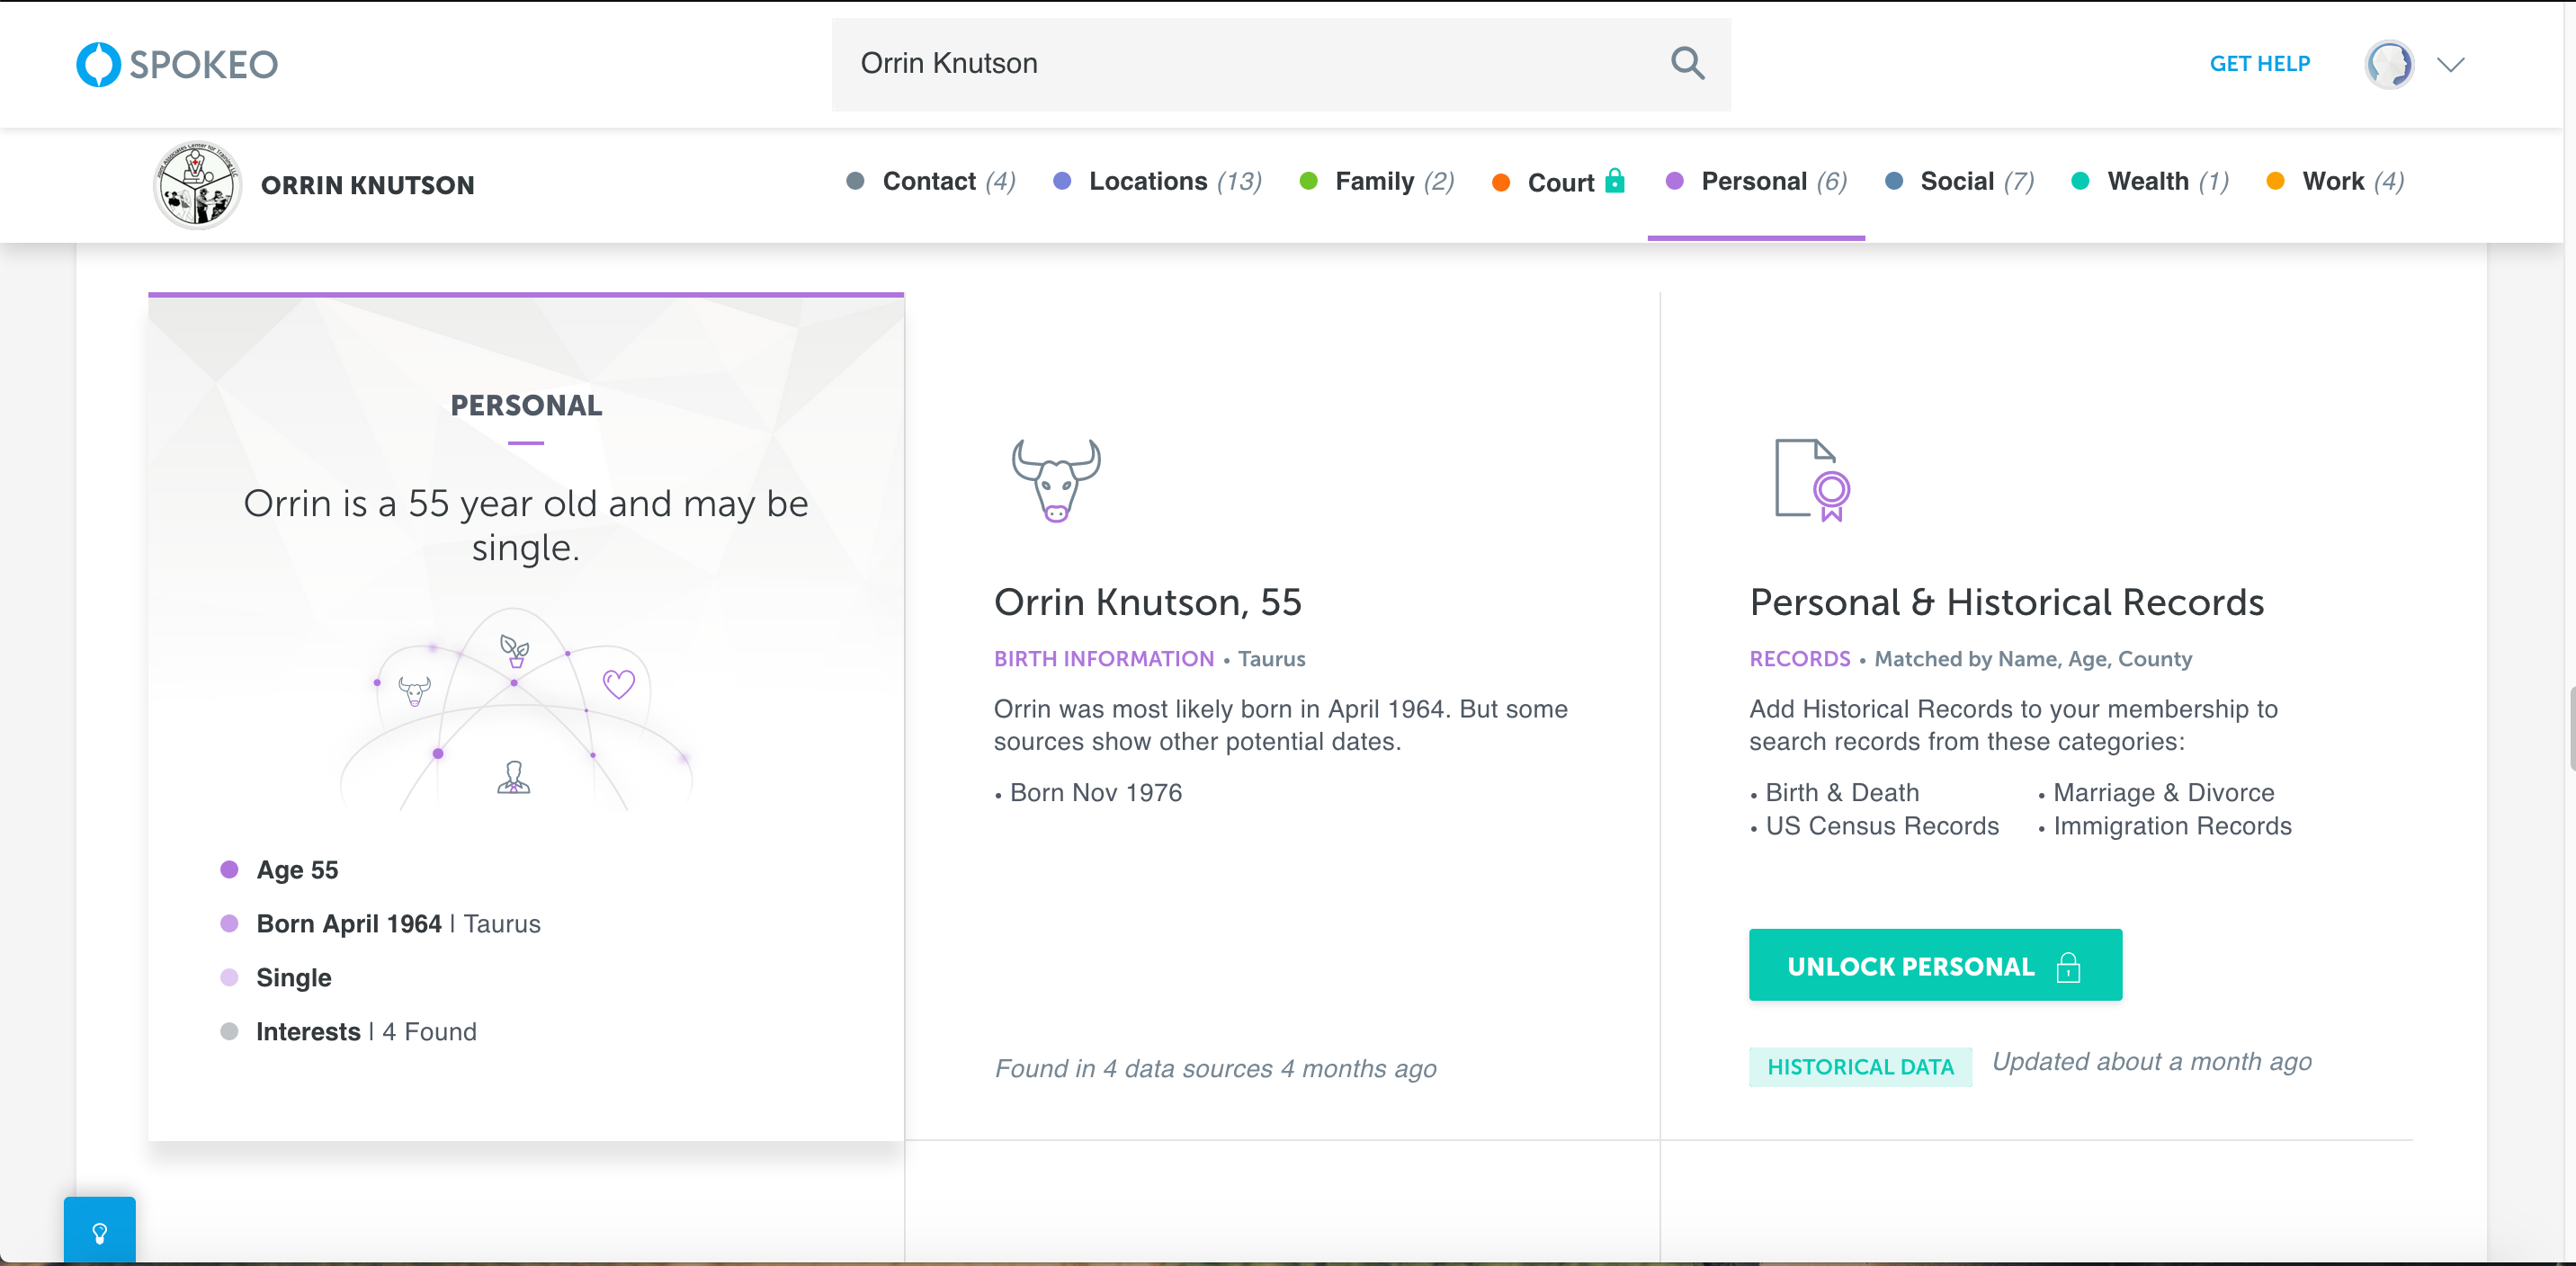 SPOKEO
Orrin Knutson
GET HELP
ORRIN KNUTSON
Contact (4)
Locations (13)
Family (2)
Court
Personal (6)
Social (7)
Wealth (1)
Work (4)
PERSONAL
Orrin is a 55 year old and may be
single.
Age 55
Born April 1964 | Taurus
Single
Interests | 4 Found
Orrin Knutson, 55
BIRTH INFORMATION • Taurus
Orrin was most likely born in April 1964. But some
sources show other potential dates.
• Born Nov 1976
Found in 4 data sources 4 months ago
Personal & Historical Records
RECORDS • Matched by Name, Age, County
Add Historical Records to your membership to
search records from these categories:
• Birth & Death
• US Census Records
• Marriage & Divorce
• Immigration Records
UNLOCK PERSONAL
HISTORICAL DATA
Updated about a month ago